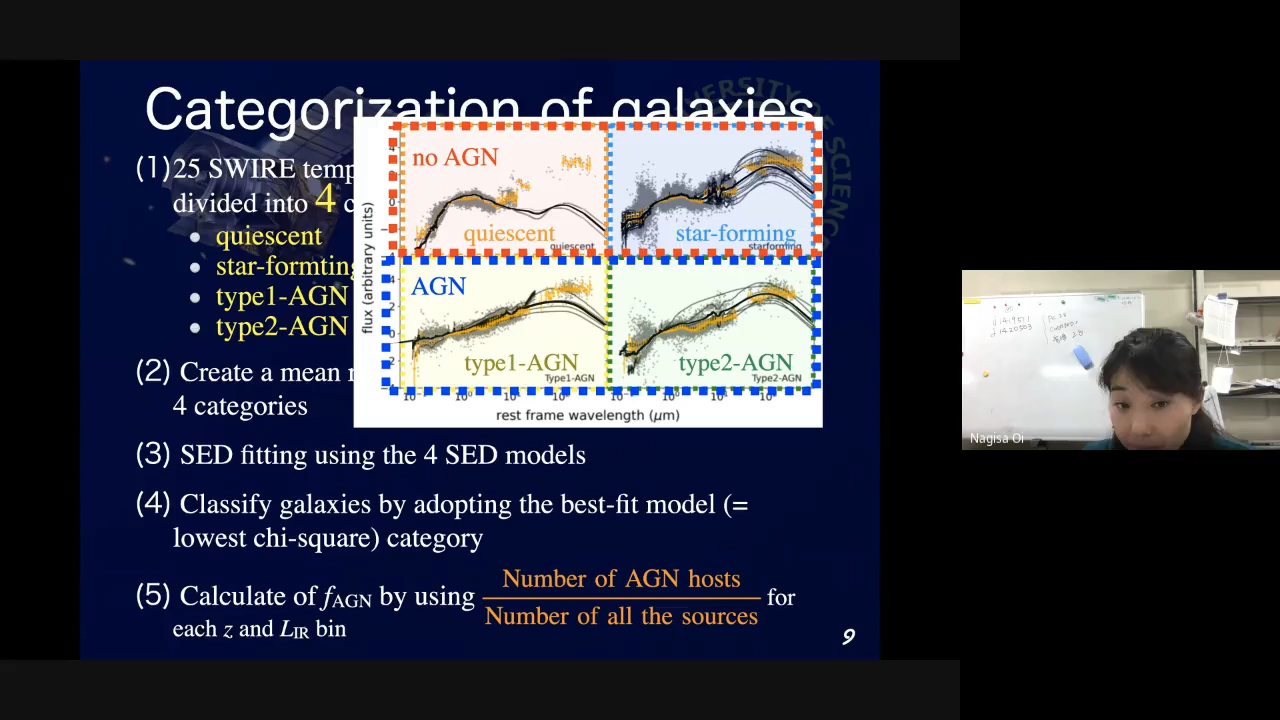 Categorization of galaxies
(1) 25 SWIRE temp
divided into 4 c
• quiescent
• star-formting
• type1-AGN
• type2-AGN
(2) Create a mean
4 categories
(3) SED fitting using the 4 SED models
(4) Classify galaxies by adopting the best-fit model (=
lowest chi-square) category
(5) Calculate of fAGN by using Number of AGN hosts / Number of all the sources for
each z and LIR bin
9
no AGN
quiescent
quiescent
star-forming
starforming
AGN
type1-AGN
Type1-AGN
type2-AGN
Type2-AGN
flux (arbitrary units)
rest frame wavelength (μm)
UNIVERSITY OF SCIENCE
Nagisa Oi